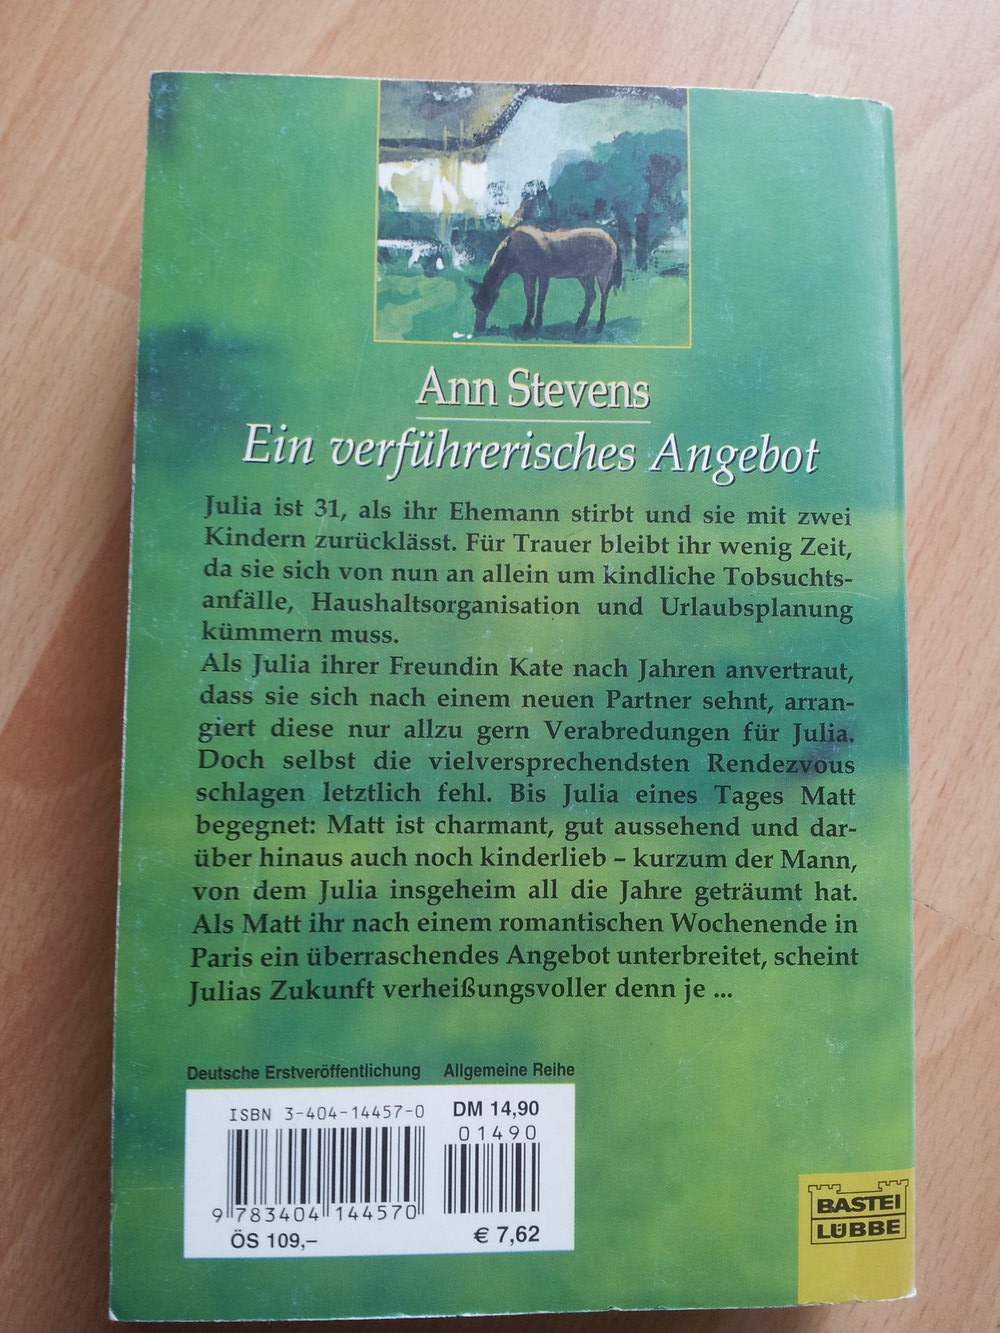 Ann Stevens
Ein verführerisches Angebot
Julia ist 31, als ihr Ehemann stirbt und sie mit zwei
Kindern zurücklässt. Für Trauer bleibt ihr wenig Zeit,
da sie sich von nun an allein um kindliche Tobsuchts-
anfälle, Haushaltsorganisation und Urlaubsplanung
kümmern muss.
Als Julia ihrer Freundin Kate nach Jahren anvertraut,
dass sie sich nach einem neuen Partner sehnt, arran-
giert diese nur allzu gern Verabredungen für Julia.
Doch selbst die vielversprechendsten Rendezvous
schlagen letztlich fehl. Bis Julia eines Tages Matt
begegnet: Matt ist charmant, gut aussehend und dar-
über hinaus auch noch kinderlieb – kurzum der Mann,
von dem Julia insgeheim all die Jahre geträumt hat.
Als Matt ihr nach einem romantischen Wochenende in
Paris ein überraschendes Angebot unterbreitet, scheint
Julias Zukunft verheißungsvoller denn je ...
Deutsche Erstveröffentlichung Allgemeine Reihe
ISBN 3-404-14457-0 DM 14,90
01490
9 783404 144570
ÖS 109,– € 7,62
BASTEI
LÜBBE